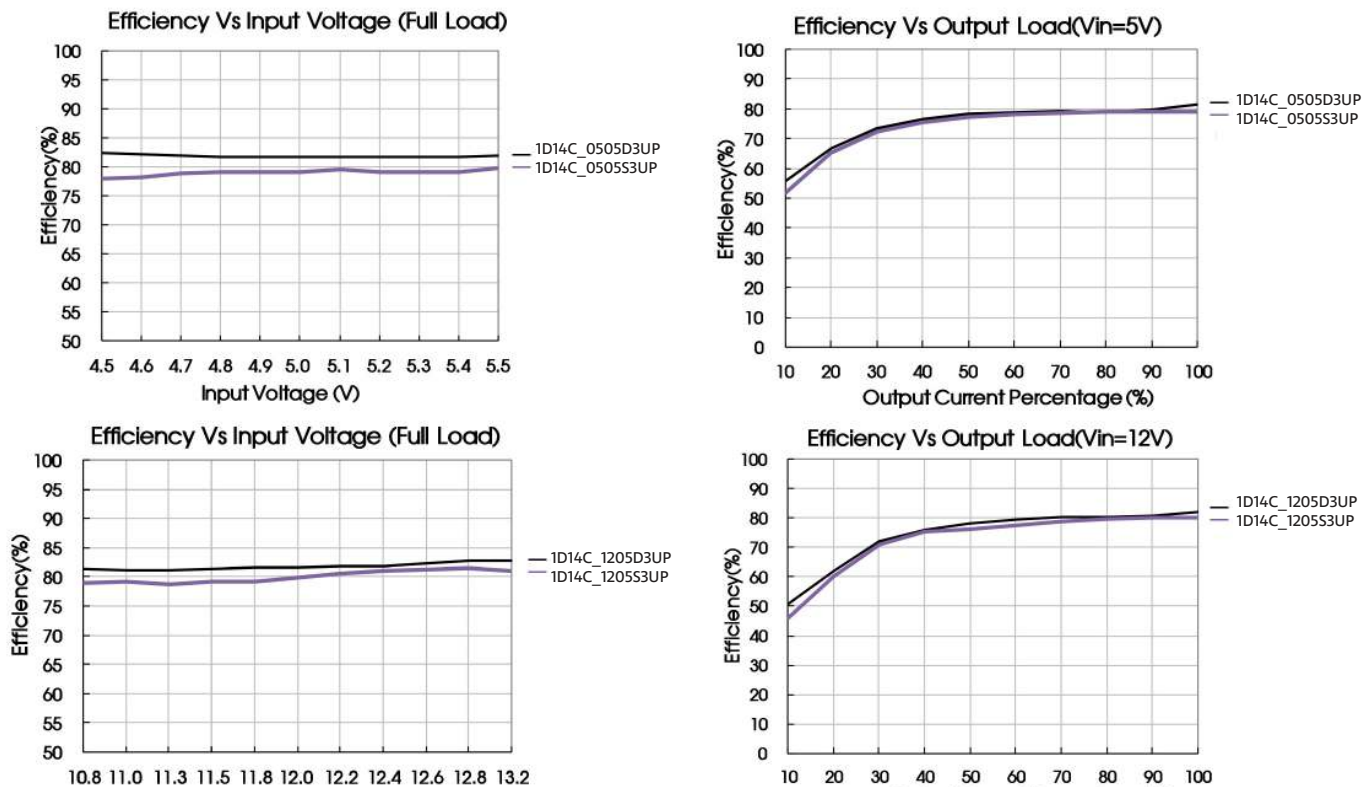 Efficiency Vs Input Voltage (Full Load)
100
95
90
85
80
75
70
65
60
55
50
Efficiency(%)
4.5 4.6 4.7 4.8 4.9 5.0 5.1 5.2 5.3 5.4 5.5
Input Voltage (V)
1D14C_0505D3UP
1D14C_0505S3UP
Efficiency Vs Output Load(Vin=5V)
100
90
80
70
60
50
40
30
20
10
0
Efficiency(%)
10 20 30 40 50 60 70 80 90 100
Output Current Percentage (%)
1D14C_0505D3UP
1D14C_0505S3UP
Efficiency Vs Input Voltage (Full Load)
100
95
90
85
80
75
70
65
60
55
50
Efficiency(%)
10.8 11.0 11.3 11.5 11.8 12.0 12.2 12.4 12.6 12.8 13.2
1D14C_1205D3UP
1D14C_1205S3UP
Efficiency Vs Output Load(Vin=12V)
100
90
80
70
60
50
40
30
20
10
0
Efficiency(%)
10 20 30 40 50 60 70 80 90 100
1D14C_1205D3UP
1D14C_1205S3UP